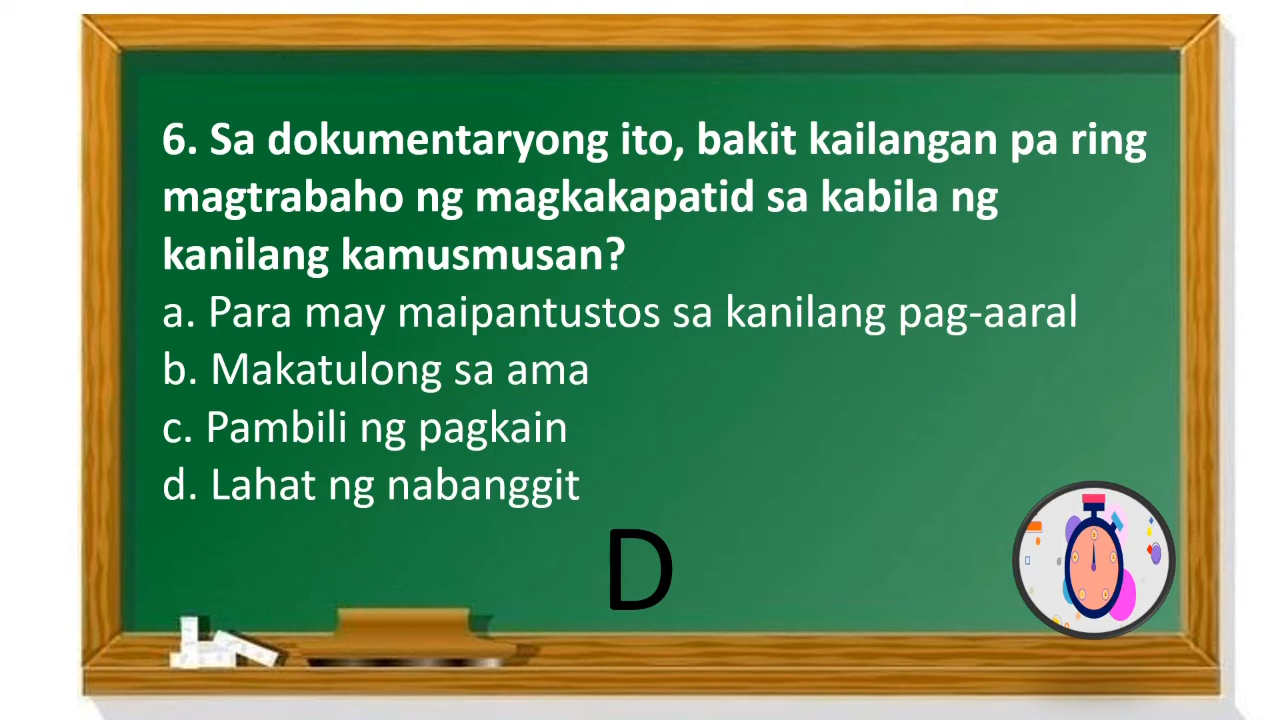 6. Sa dokumentaryong ito, bakit kailangan pa ring
magtrabaho ng magkakapatid sa kabila ng
kanilang kamusmusan?
a. Para may maipantustos sa kanilang pag-aaral
b. Makatulong sa ama
c. Pambili ng pagkain
d. Lahat ng nabanggit
D